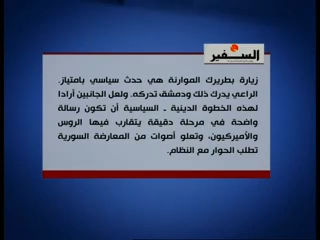 السفير
زيارة بطريرك الموارنة هي حدث سياسي بامتياز.
الراعي يدرك ذلك ودمشق تدركه. ولعل الجانبين أرادا
لهذه الخطوة الدينية ـ السياسية أن تكون رسالة
واضحة في مرحلة دقيقة يتقارب فيها الروس
والأميركيون، وتعلو أصوات من المعارضة السورية
تطلب الحوار مع النظام.